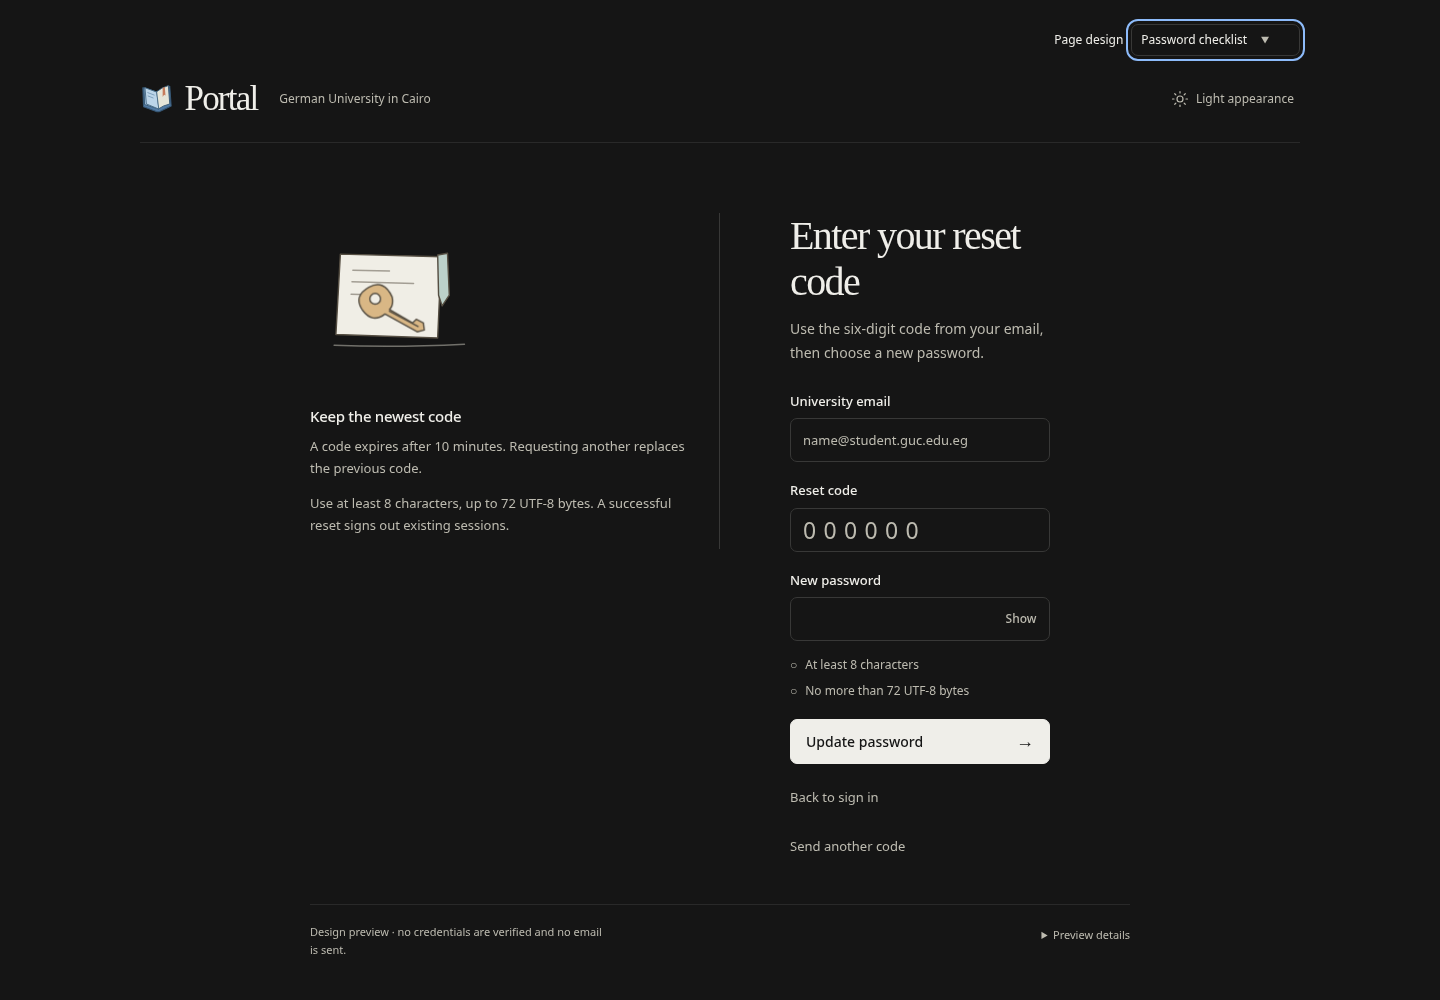 Page design Password checklist ▼
Portal German University in Cairo Light appearance
Keep the newest code
A code expires after 10 minutes. Requesting another replaces
the previous code.
Use at least 8 characters, up to 72 UTF-8 bytes. A successful
reset signs out existing sessions.
Enter your reset
code
Use the six-digit code from your email,
then choose a new password.
University email
name@student.guc.edu.eg
Reset code
000000
New password
Show
○ At least 8 characters
○ No more than 72 UTF-8 bytes
Update password →
Back to sign in
Send another code
Design preview · no credentials are verified and no email
is sent.
▶ Preview details